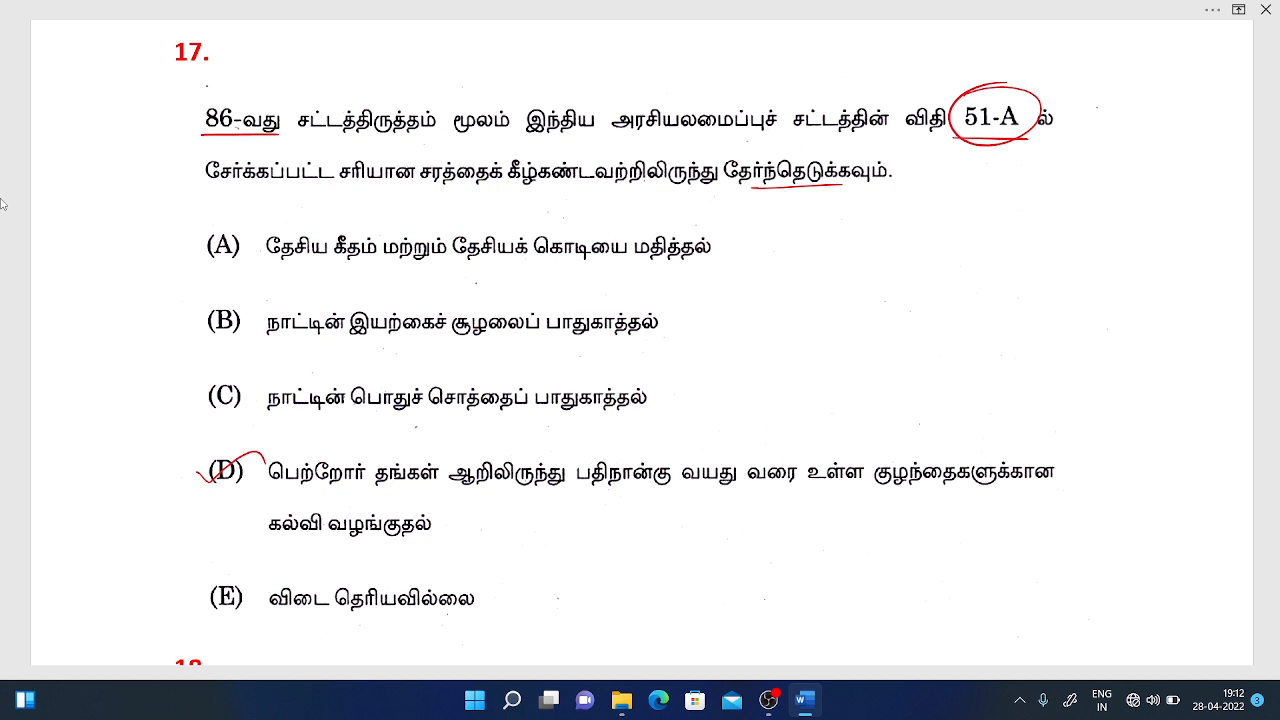 17.
86-வது சட்டத்திருத்தம் மூலம் இந்திய அரசியலமைப்புச் சட்டத்தின் விதி 51-A ல்
சேர்க்கப்பட்ட சரியான சரத்தைக் கீழ்கண்டவற்றிலிருந்து தேர்ந்தெடுக்கவும்.
(A) தேசிய கீதம் மற்றும் தேசியக் கொடியை மதித்தல்
(B) நாட்டின் இயற்கைச் சூழலைப் பாதுகாத்தல்
(C) நாட்டின் பொதுச் சொத்தைப் பாதுகாத்தல்
(D) பெற்றோர் தங்கள் ஆறிலிருந்து பதிநான்கு வயது வரை உள்ள குழந்தைகளுக்கான
கல்வி வழங்குதல்
(E) விடை தெரியவில்லை
18.
ENG
IN
19:12
28-04-2022
3